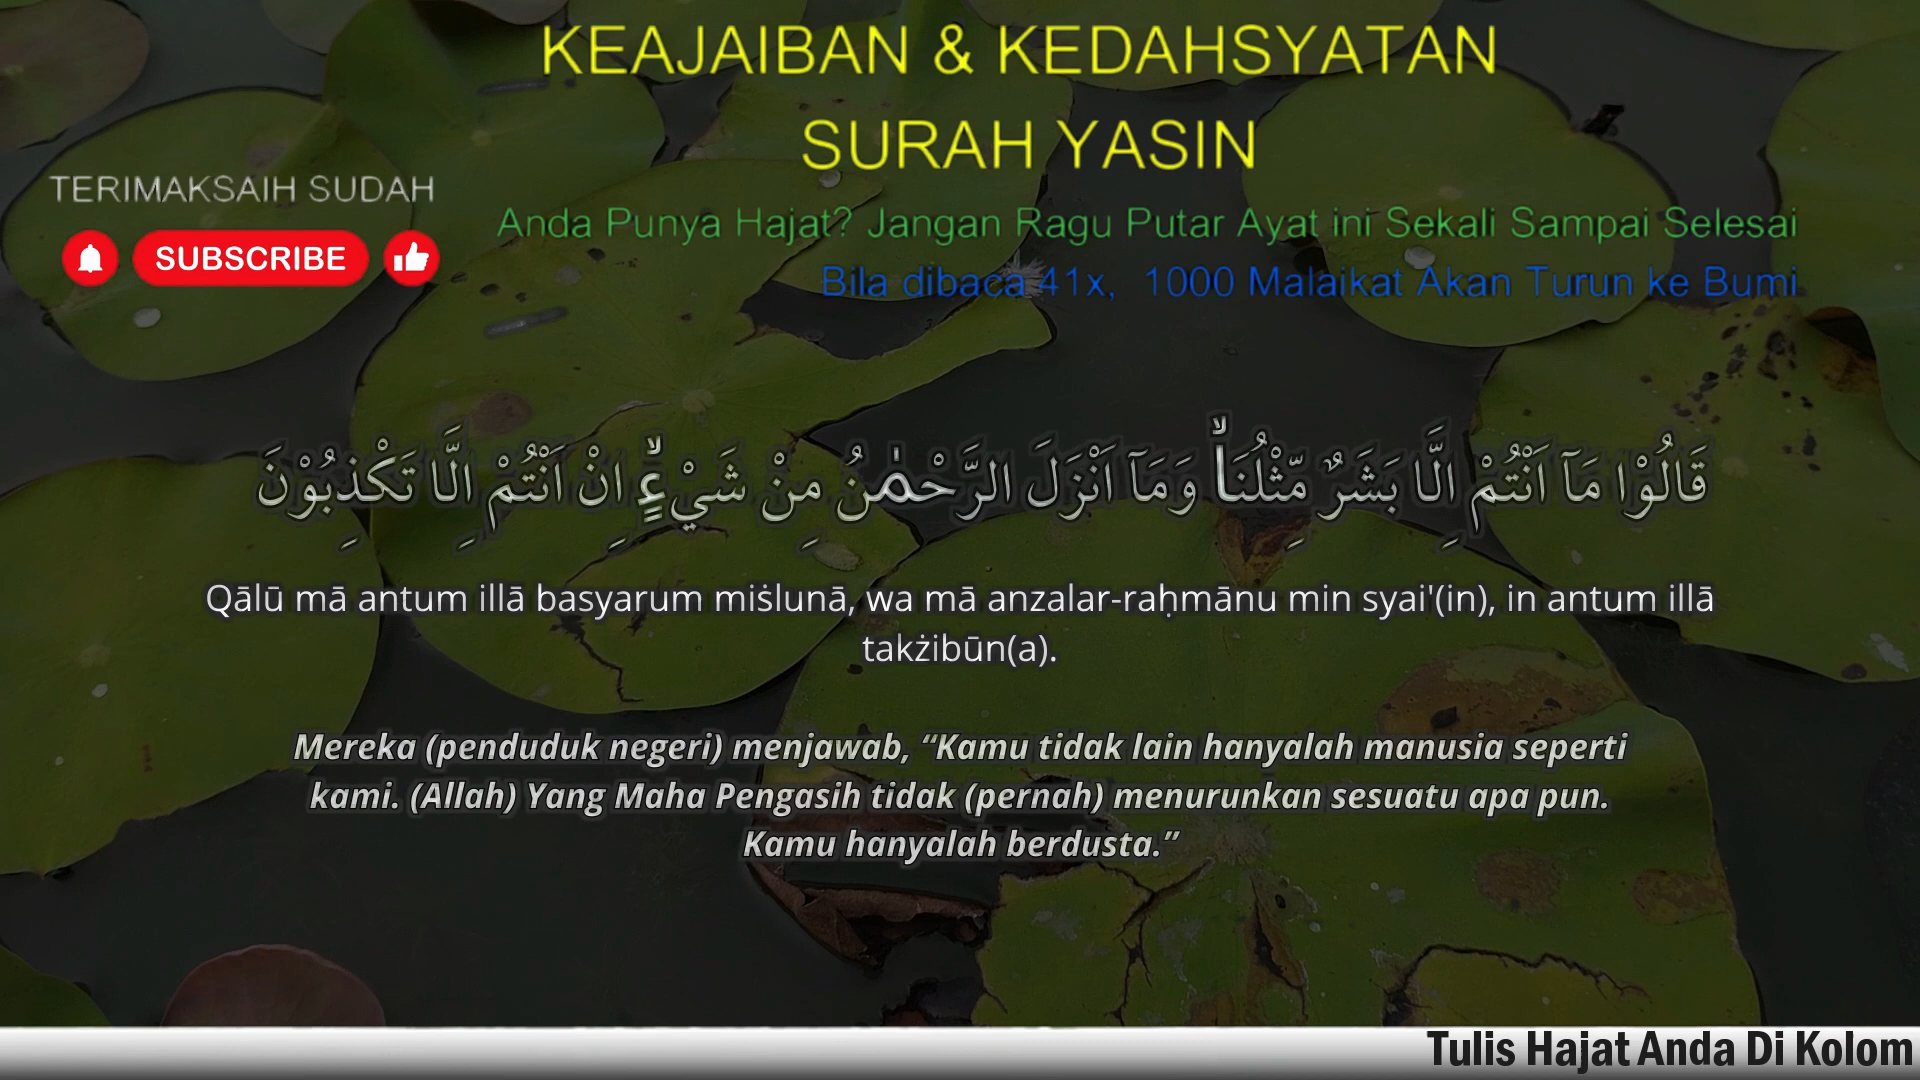 KEAJAIBAN & KEDAHSYATAN
SURAH YASIN
TERIMAKSAIH SUDAH
SUBSCRIBE
Anda Punya Hajat? Jangan Ragu Putar Ayat ini Sekali Sampai Selesai
Bila dibaca 41x, 1000 Malaikat Akan Turun ke Bumi
قَالُوْا مَآ اَنْتُمْ اِلَّا بَشَرٌ مِّثْلُنَاۙ وَمَآ اَنْزَلَ الرَّحْمٰنُ مِنْ شَيْءٍۙ اِنْ اَنْتُمْ اِلَّا تَكْذِبُوْنَ
Qālū mā antum illā basyarum miṡlunā, wa mā anzalar-raḥmānu min syai'(in), in antum illā
takżibūn(a).
Mereka (penduduk negeri) menjawab, “Kamu tidak lain hanyalah manusia seperti
kami. (Allah) Yang Maha Pengasih tidak (pernah) menurunkan sesuatu apa pun.
Kamu hanyalah berdusta.”
Tulis Hajat Anda Di Kolom